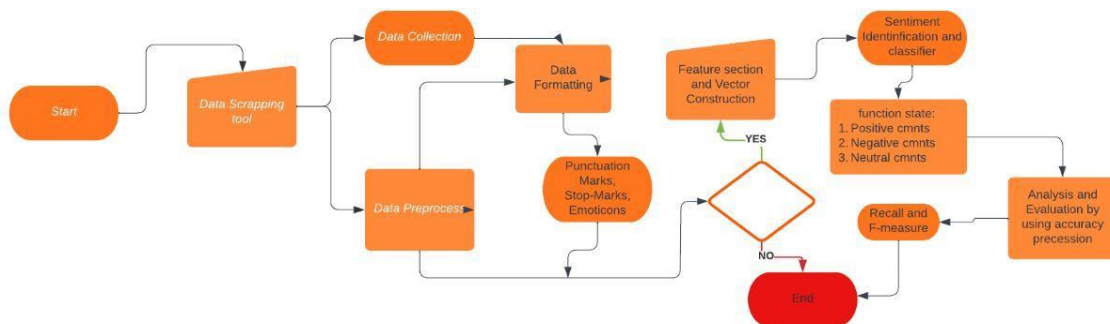 Start
Data Scrapping
tool
Data Collection
Data Preprocess
Data
Formatting
Punctuation
Marks,
Stop-Marks,
Emoticons
Feature section
and Vector
Construction
YES
NO
End
Sentiment
Identinfication and
classifier
function state:
1. Positive cmnts
2. Negative cmnts
3. Neutral cmnts
Analysis and
Evaluation by
using accuracy
precession
Recall and
F-measure